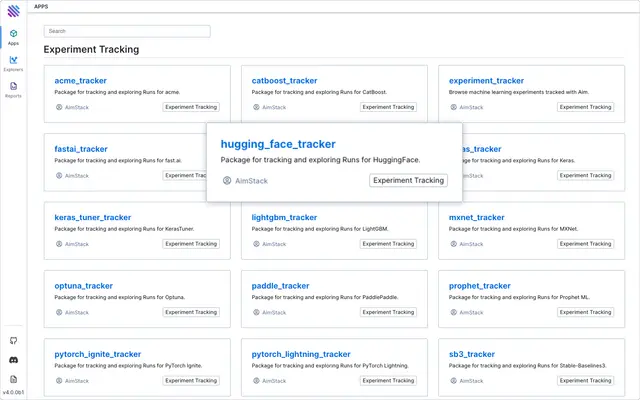 APPS
Apps
Explorers
Reports
v4.0.0b1
Search
Experiment Tracking
acme_tracker
Package for tracking and exploring Runs for acme.
AimStack
Experiment Tracking
catboost_tracker
Package for tracking and exploring Runs for CatBoost.
AimStack
Experiment Tracking
experiment_tracker
Browse machine learning experiments tracked with Aim.
AimStack
Experiment Tracking
fastai_tracker
Package for tracking and exploring Runs for fast.ai.
AimStack
hugging_face_tracker
Package for tracking and exploring Runs for HuggingFace.
AimStack
Experiment Tracking
Runs for Keras.
Experiment Tracking
keras_tuner_tracker
Package for tracking and exploring Runs for KerasTuner.
AimStack
Experiment Tracking
lightgbm_tracker
Package for tracking and exploring Runs for LightGBM.
AimStack
Experiment Tracking
mxnet_tracker
Package for tracking and exploring Runs for MXNet.
AimStack
Experiment Tracking
optuna_tracker
Package for tracking and exploring Runs for Optuna.
AimStack
Experiment Tracking
paddle_tracker
Package for tracking and exploring Runs for PaddlePaddle.
AimStack
Experiment Tracking
prophet_tracker
Package for tracking and exploring Runs for Prophet ML.
AimStack
Experiment Tracking
pytorch_ignite_tracker
Package for tracking and exploring Runs for PyTorch Ignite.
AimStack
Experiment Tracking
pytorch_lightning_tracker
Package for tracking and exploring Runs for PyTorch Lightning.
AimStack
Experiment Tracking
sb3_tracker
Package for tracking and exploring Runs for Stable-Baselines3.
AimStack
Experiment Tracking